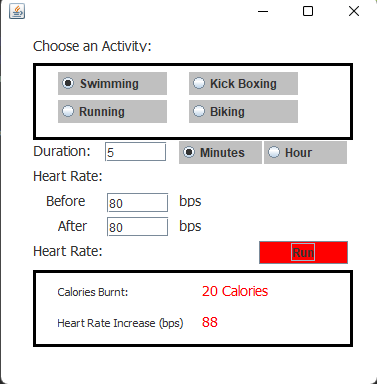 Choose an Activity:
Swimming Kick Boxing
Running Biking
Duration: 5 Minutes Hour
Heart Rate:
Before 80 bps
After 80 bps
Heart Rate: Run
Calories Burnt: 20 Calories
Heart Rate Increase (bps) 88